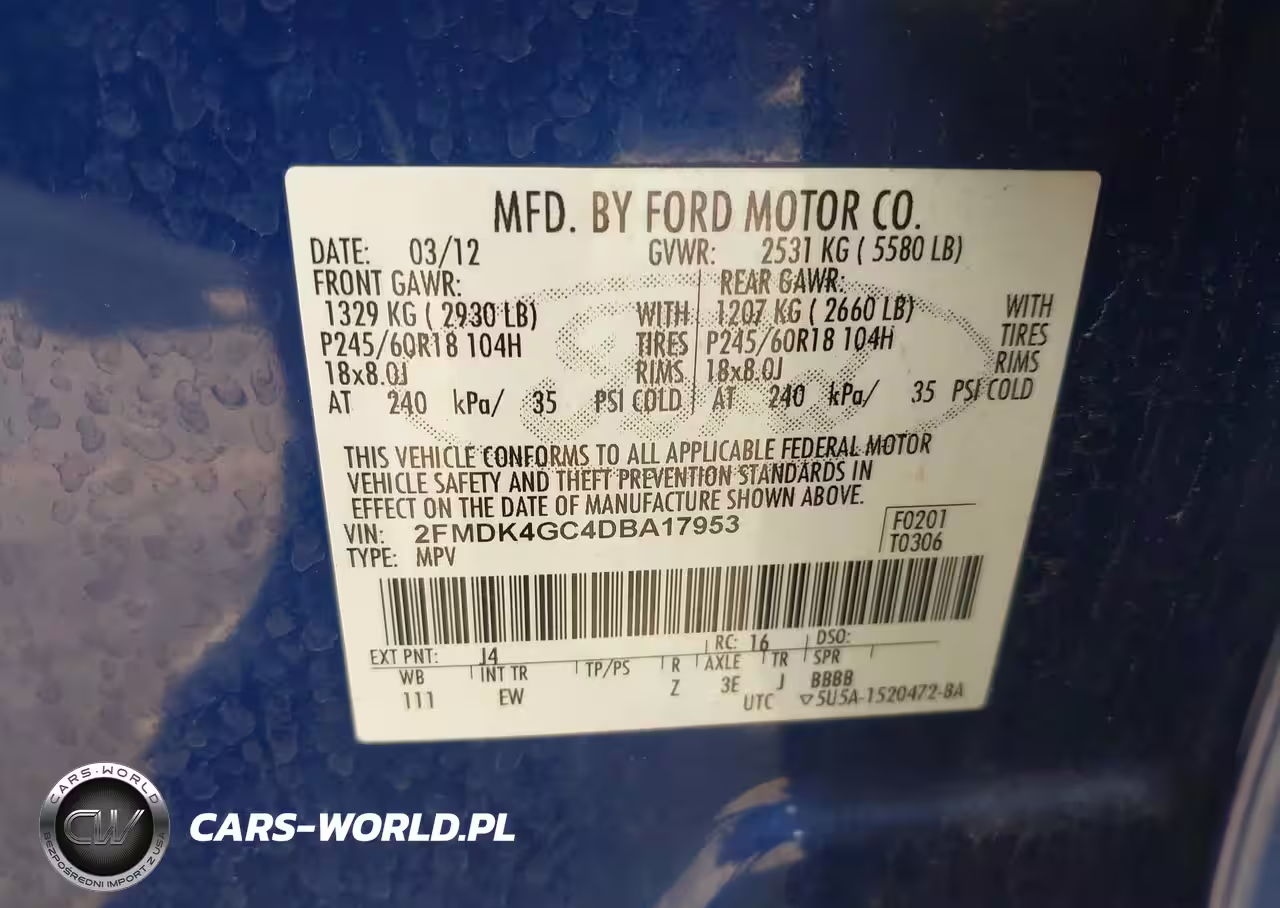 MFD. BY FORD MOTOR CO.
DATE: 03/12 GVWR: 2531 KG ( 5580 LB)
FRONT GAWR: REAR GAWR:
1329 KG ( 2930 LB) WITH 1207 KG ( 2660 LB) WITH
P245/60R18 104H TIRES P245/60R18 104H TIRES
18x8.0J RIMS 18x8.0J RIMS
AT 240 kPa/ 35 PSI COLD AT 240 kPa/ 35 PSI COLD
THIS VEHICLE CONFORMS TO ALL APPLICABLE FEDERAL MOTOR
VEHICLE SAFETY AND THEFT PREVENTION STANDARDS IN
EFFECT ON THE DATE OF MANUFACTURE SHOWN ABOVE.
VIN: 2FMDK4GC4DBA17953 F0201
TYPE: MPV T0306
EXT PNT: J4 RC: 16 DSO:
WB INT TR TP/PS R AXLE TR SPR
111 EW Z 3E J BBBB
UTC ▽5U5A-1520472-BA
CARS-WORLD
CW
BEZPOŚREDNI IMPORT Z USA
CARS-WORLD.PL